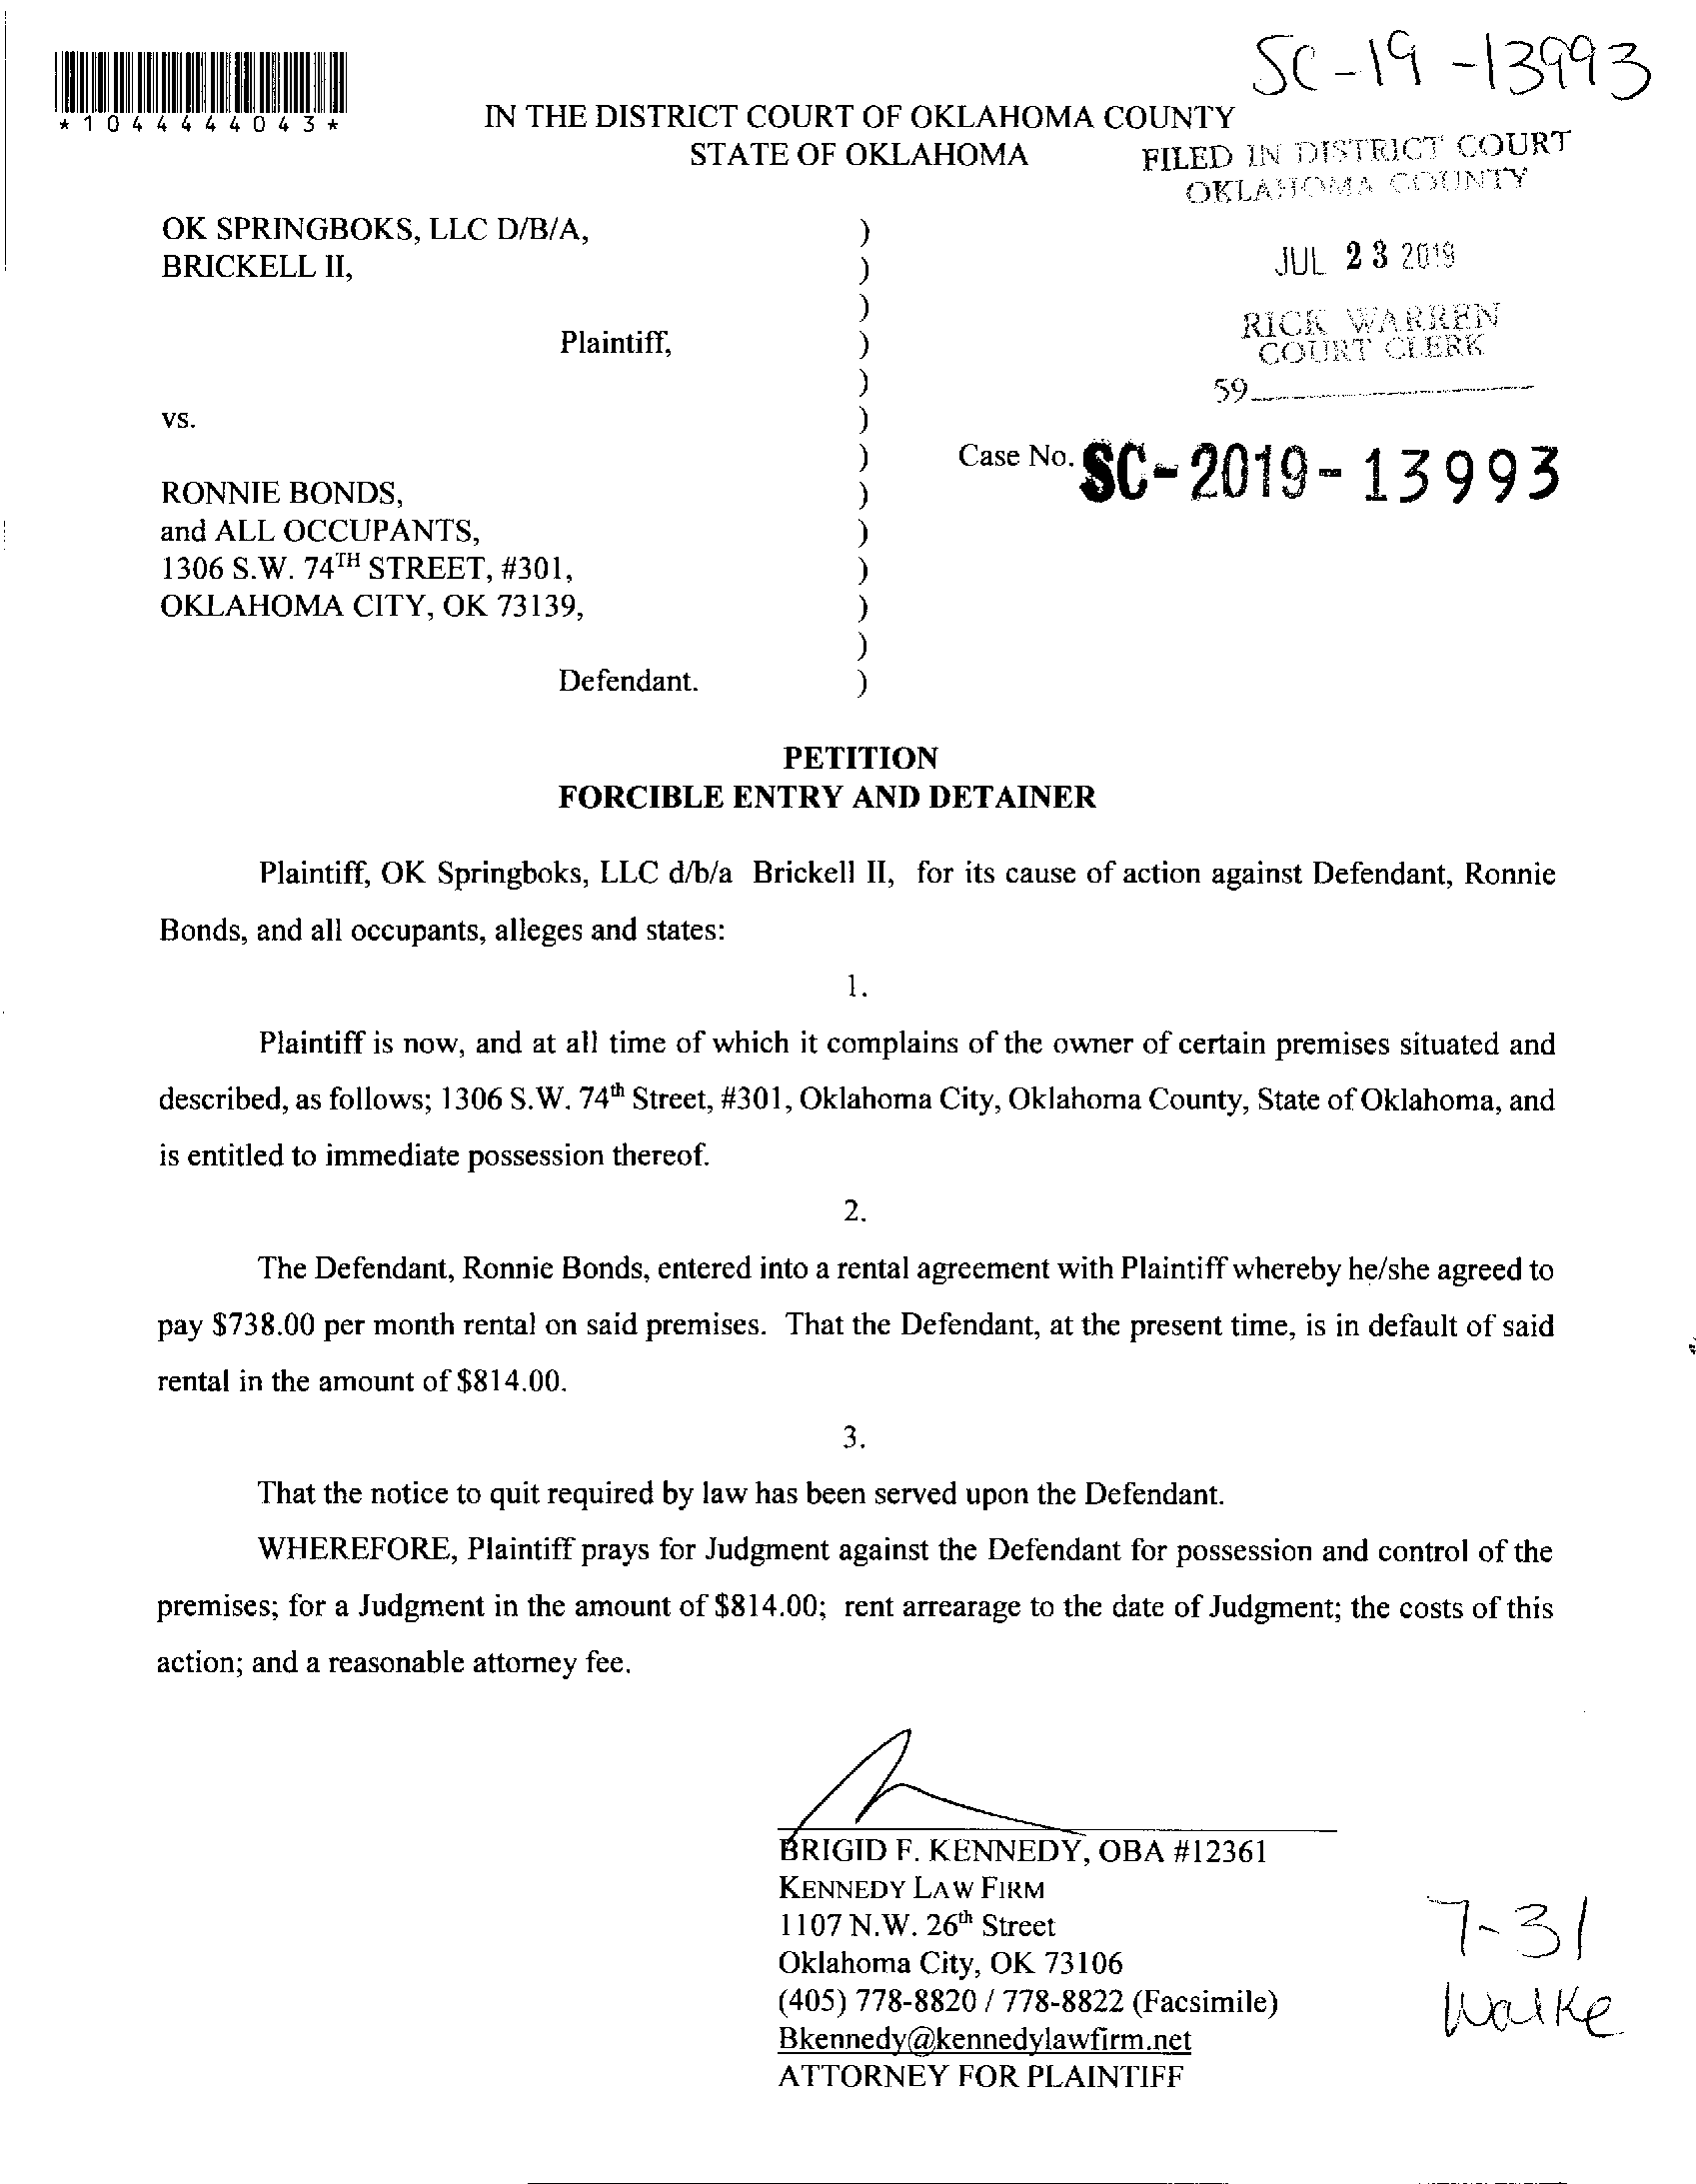 SC-19-13993
*1044444043*
IN THE DISTRICT COURT OF OKLAHOMA COUNTY
STATE OF OKLAHOMA
FILED IN DISTRICT COURT
OKLAHOMA COUNTY
JUL 23 2019
RICK WARREN
COURT CLERK
59
OK SPRINGBOKS, LLC D/B/A, )
BRICKELL II, )
)
Plaintiff, )
)
vs. )
) Case No. SC-2019-13993
RONNIE BONDS, )
and ALL OCCUPANTS, )
1306 S.W. 74TH STREET, #301, )
OKLAHOMA CITY, OK 73139, )
)
Defendant. )
PETITION
FORCIBLE ENTRY AND DETAINER
Plaintiff, OK Springboks, LLC d/b/a Brickell II, for its cause of action against Defendant, Ronnie
Bonds, and all occupants, alleges and states:
1.
Plaintiff is now, and at all time of which it complains of the owner of certain premises situated and
described, as follows; 1306 S.W. 74th Street, #301, Oklahoma City, Oklahoma County, State of Oklahoma, and
is entitled to immediate possession thereof.
2.
The Defendant, Ronnie Bonds, entered into a rental agreement with Plaintiff whereby he/she agreed to
pay $738.00 per month rental on said premises. That the Defendant, at the present time, is in default of said
rental in the amount of $814.00.
3.
That the notice to quit required by law has been served upon the Defendant.
WHEREFORE, Plaintiff prays for Judgment against the Defendant for possession and control of the
premises; for a Judgment in the amount of $814.00; rent arrearage to the date of Judgment; the costs of this
action; and a reasonable attorney fee.
BRIGID F. KENNEDY, OBA #12361
KENNEDY LAW FIRM
1107 N.W. 26th Street
Oklahoma City, OK 73106
(405) 778-8820 / 778-8822 (Facsimile)
Bkennedy@kennedylawfirm.net
ATTORNEY FOR PLAINTIFF
7-31
Walke